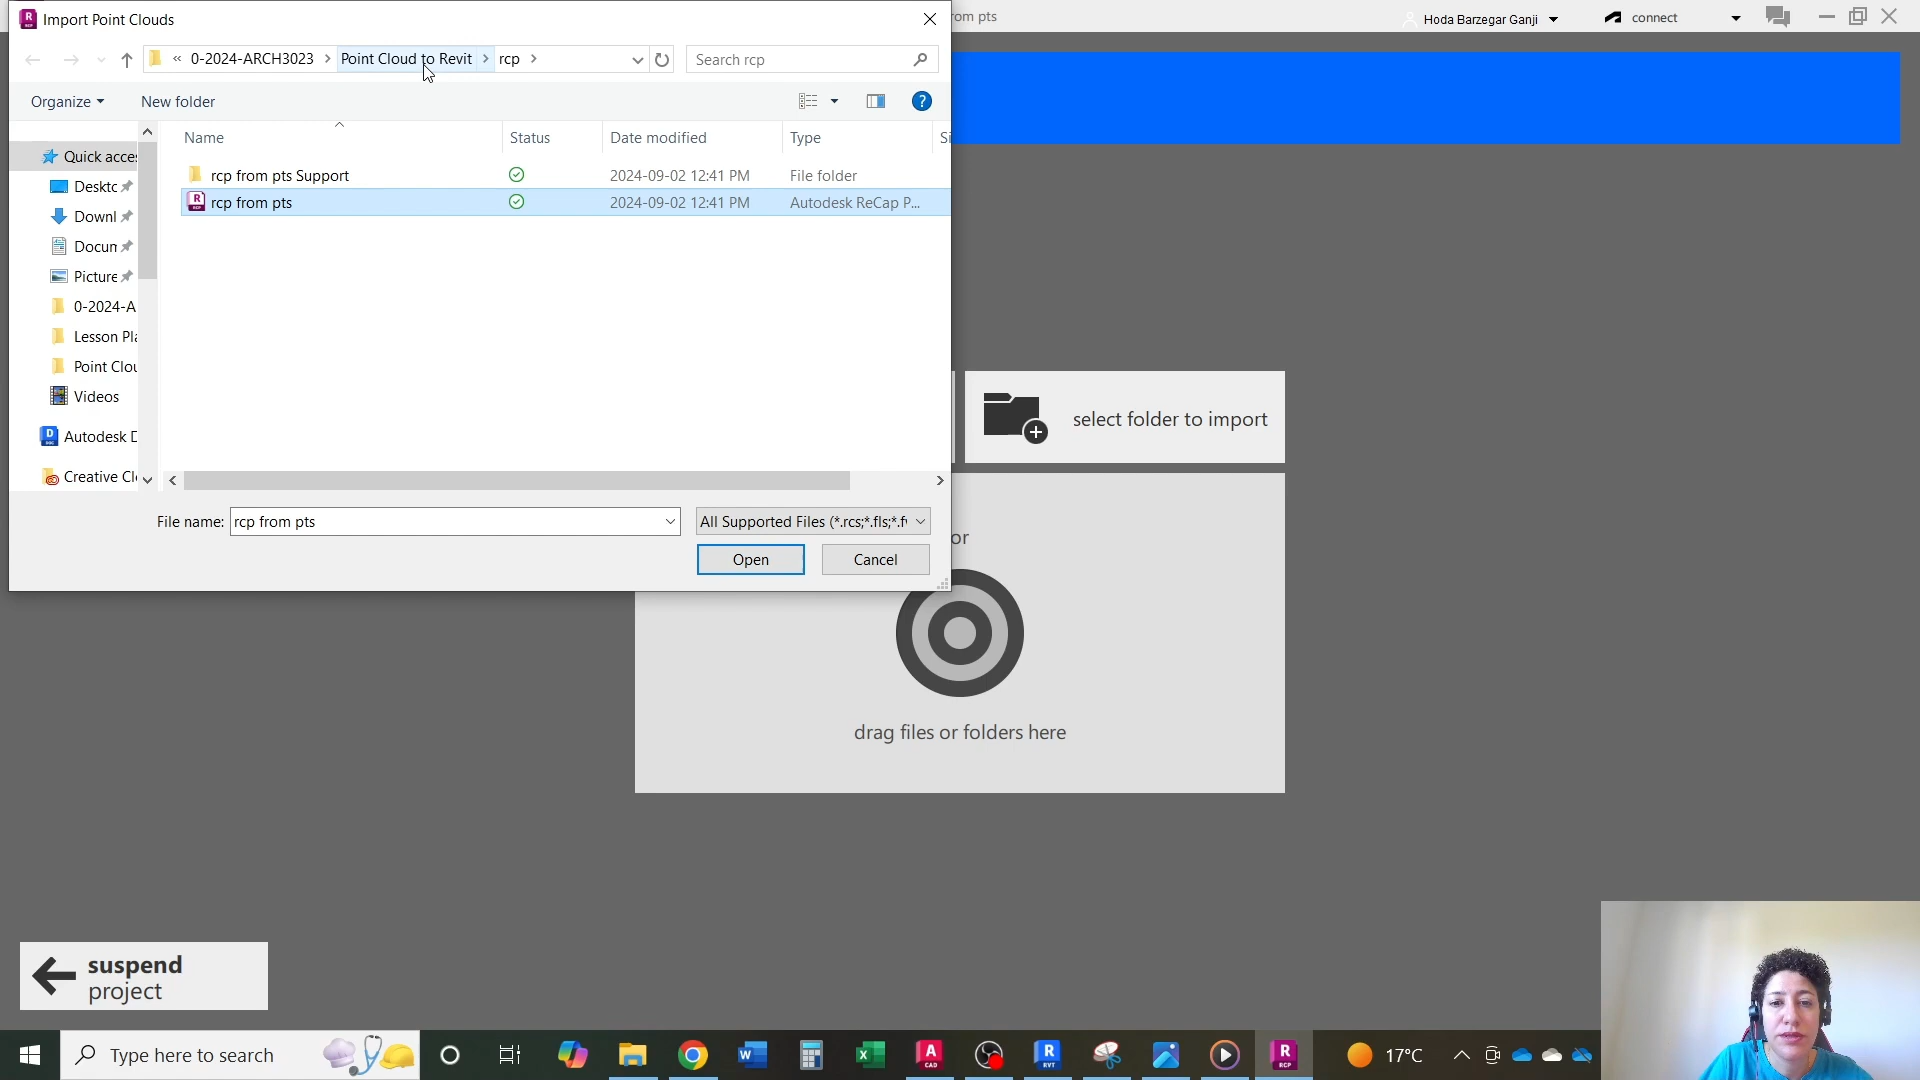 Import Point Clouds
om pts
Hoda Barzegar Ganji
connect
« 0-2024-ARCH3023 > Point Cloud to Revit > rcp >
Search rcp
Organize
New folder
Name
Status
Date modified
Type
Si
Quick acce
rcp from pts Support
2024-09-02 12:41 PM
File folder
Deskto
rcp from pts
2024-09-02 12:41 PM
Autodesk ReCap P...
Downl
Docum
Picture
0-2024-A
Lesson Pla
Point Clou
Videos
Autodesk D
Creative Cl
select folder to import
File name:
rcp from pts
All Supported Files (*.rcs;*.fls;*.f
Open
Cancel
or
drag files or folders here
suspend
project
Type here to search
17°C